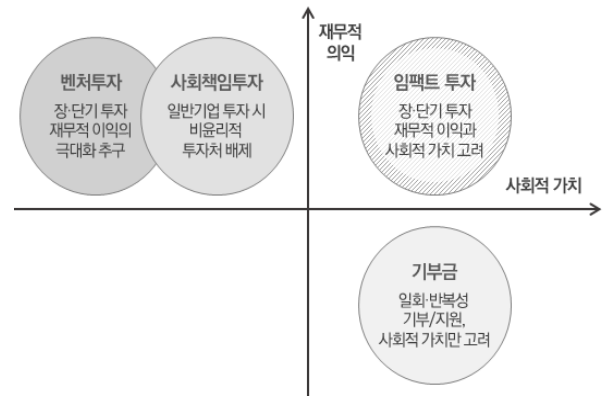 재무적
의익
벤처투자
장·단기 투자
재무적 이익의
극대화 추구
사회책임투자
일반기업 투자 시
비윤리적
투자처 배제
임팩트 투자
장·단기 투자
재무적 이익과
사회적 가치 고려
사회적 가치
기부금
일회·반복성
기부/지원,
사회적 가치만 고려